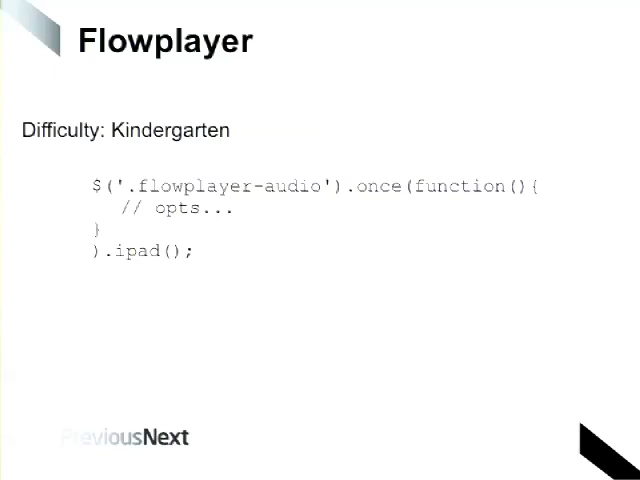 Flowplayer
Difficulty: Kindergarten
$('.flowplayer-audio').once(function(){
// opts...
}
).ipad();
PreviousNext